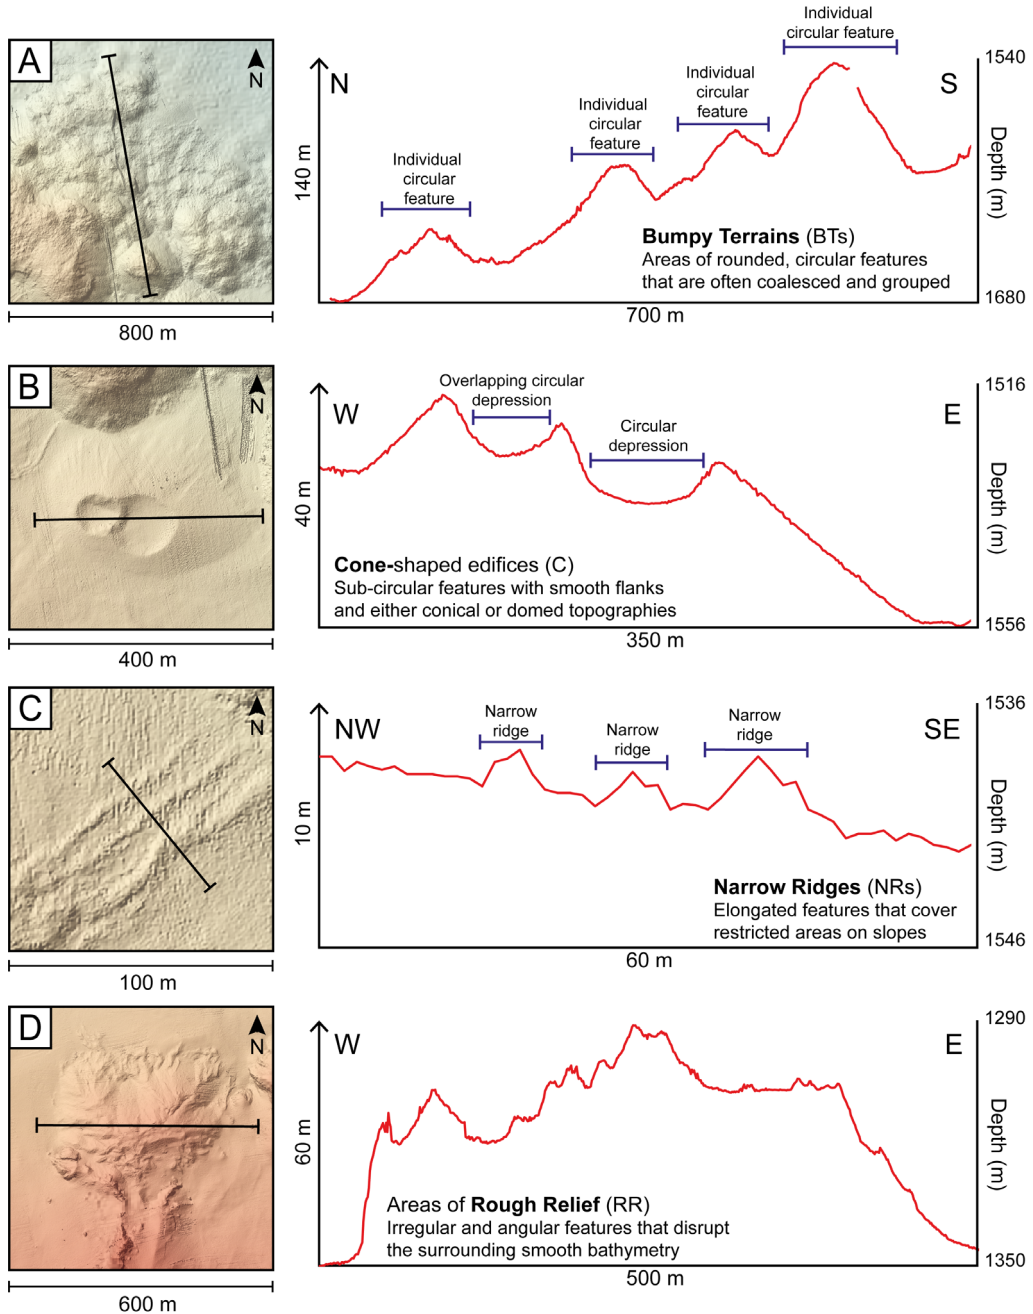 A
N
800 m
N
S
Individual
circular
feature
Individual
circular
feature
Individual
circular
feature
Individual
circular feature
140 m
1540
Depth (m)
1680
Bumpy Terrains (BTs)
Areas of rounded, circular features
that are often coalesced and grouped
700 m
B
N
400 m
W
E
Overlapping circular
depression
Circular
depression
40 m
1516
Depth (m)
1556
Cone-shaped edifices (C)
Sub-circular features with smooth flanks
and either conical or domed topographies
350 m
C
N
100 m
NW
SE
Narrow
ridge
Narrow
ridge
Narrow
ridge
10 m
1536
Depth (m)
1546
Narrow Ridges (NRs)
Elongated features that cover
restricted areas on slopes
60 m
D
N
600 m
W
E
60 m
1290
Depth (m)
1350
Areas of Rough Relief (RR)
Irregular and angular features that disrupt
the surrounding smooth bathymetry
500 m